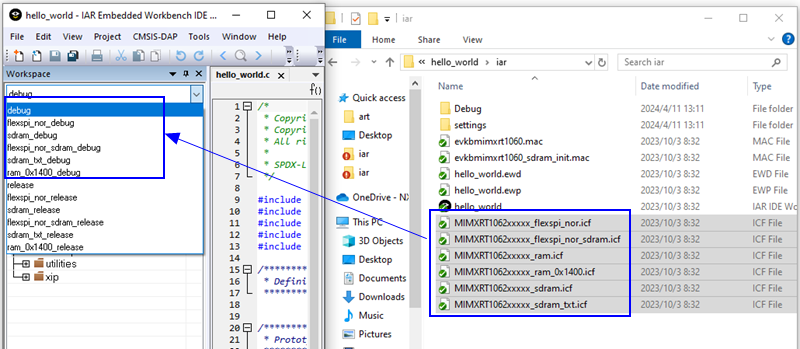 hello_world - IAR Embedded Workbench IDE ...
File Edit View Project CMSIS-DAP Tools Window
Workspace
debug
debug
flexspi_nor_debug
sdram_debug
flexspi_nor_sdram_debug
sdram_txt_debug
ram_0x1400_debug
release
flexspi_nor_release
sdram_release
flexspi_nor_sdram_release
sdram_txt_release
ram_0x1400_release
utilities
xip
hello_world.c ×
f()
1 /*
2 * Copyri
3 * Copyri
4 * All ri
5 *
6 * SPDX-L
7 */
8
9 #include
10 #include
11 #include
12 #include
13 #include
14
15 /********
16 * Defini
17 ********
18
19
20 /********
21 * Protot
iar
File Home Share View
hello_world > iar
Search iar
Quick access
art
Desktop
iar
iar
OneDrive - NX
This PC
3D Objects
Desktop
Documents
Downloads
Music
Pictures
Name Date modified Type
Debug 2024/4/11 13:11 File folder
settings 2024/4/11 13:11 File folder
evkbmimxrt1060.mac 2023/10/3 8:32 MAC File
evkbmimxrt1060_sdram_init.mac 2023/10/3 8:32 MAC File
hello_world.ewd 2023/10/3 8:32 EWD File
hello_world.ewp 2023/10/3 8:32 EWP File
hello_world 2023/10/3 8:32 IAR IDE Wo
MIMXRT1062xxxxx_flexspi_nor.icf 2023/10/3 8:32 ICF File
MIMXRT1062xxxxx_flexspi_nor_sdram.icf 2023/10/3 8:32 ICF File
MIMXRT1062xxxxx_ram.icf 2023/10/3 8:32 ICF File
MIMXRT1062xxxxx_ram_0x1400.icf 2023/10/3 8:32 ICF File
MIMXRT1062xxxxx_sdram.icf 2023/10/3 8:32 ICF File
MIMXRT1062xxxxx_sdram_txt.icf 2023/10/3 8:32 ICF File